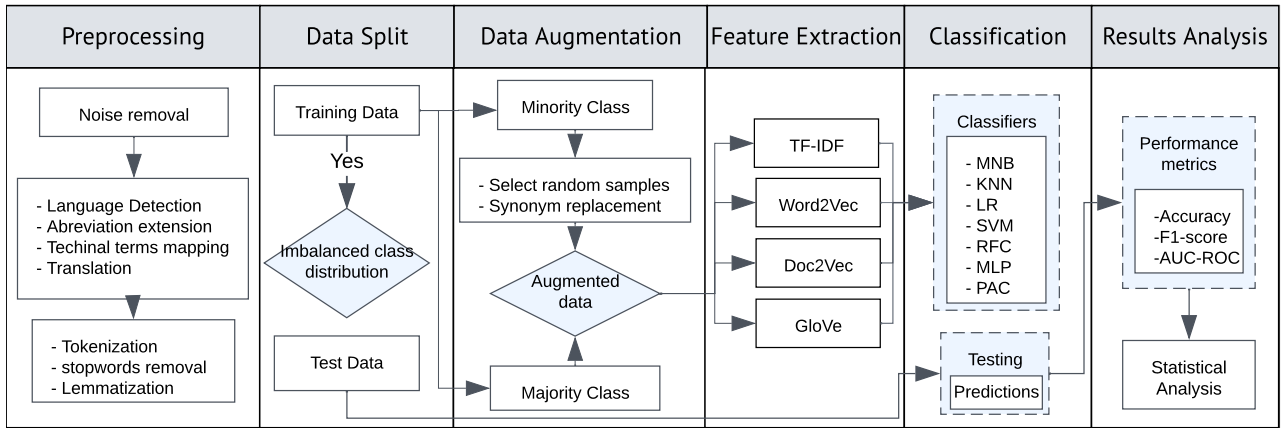 Preprocessing
Data Split
Data Augmentation
Feature Extraction
Classification
Results Analysis
Noise removal
- Language Detection
- Abreviation extension
- Techinal terms mapping
- Translation
- Tokenization
- stopwords removal
- Lemmatization
Training Data
Yes
Imbalanced class
distribution
Test Data
Minority Class
- Select random samples
- Synonym replacement
Augmented
data
Majority Class
TF-IDF
Word2Vec
Doc2Vec
GloVe
Classifiers
- MNB
- KNN
- LR
- SVM
- RFC
- MLP
- PAC
Testing
Predictions
Performance
metrics
-Accuracy
-F1-score
-AUC-ROC
Statistical
Analysis